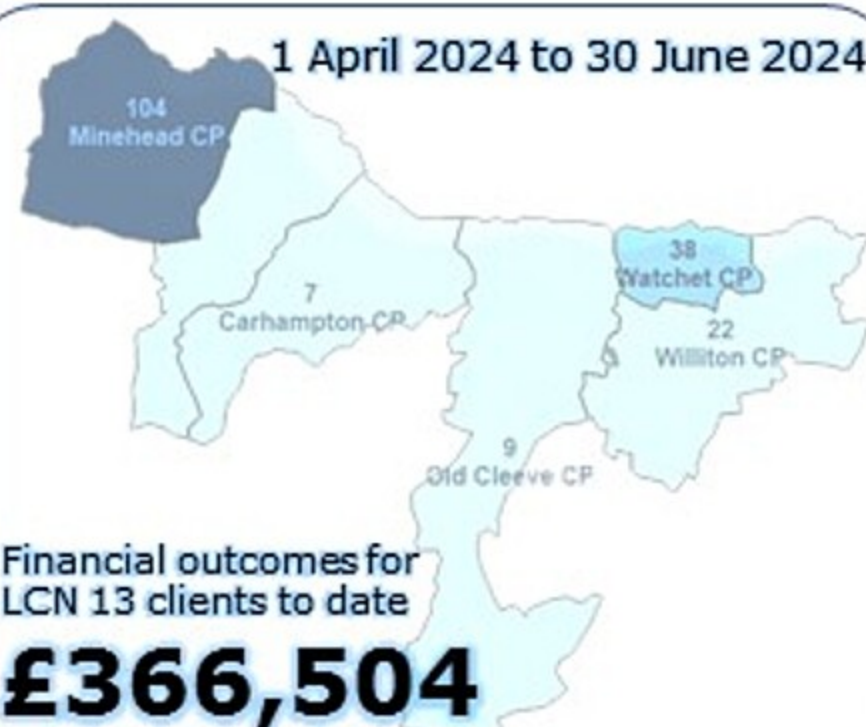 1 April 2024 to 30 June 2024
104
Minehead CP
38
Watchet CP
7
Carhampton CP
22
Williton CP
9
Old Cleeve CP
Financial outcomes for
LCN 13 clients to date
£366,504